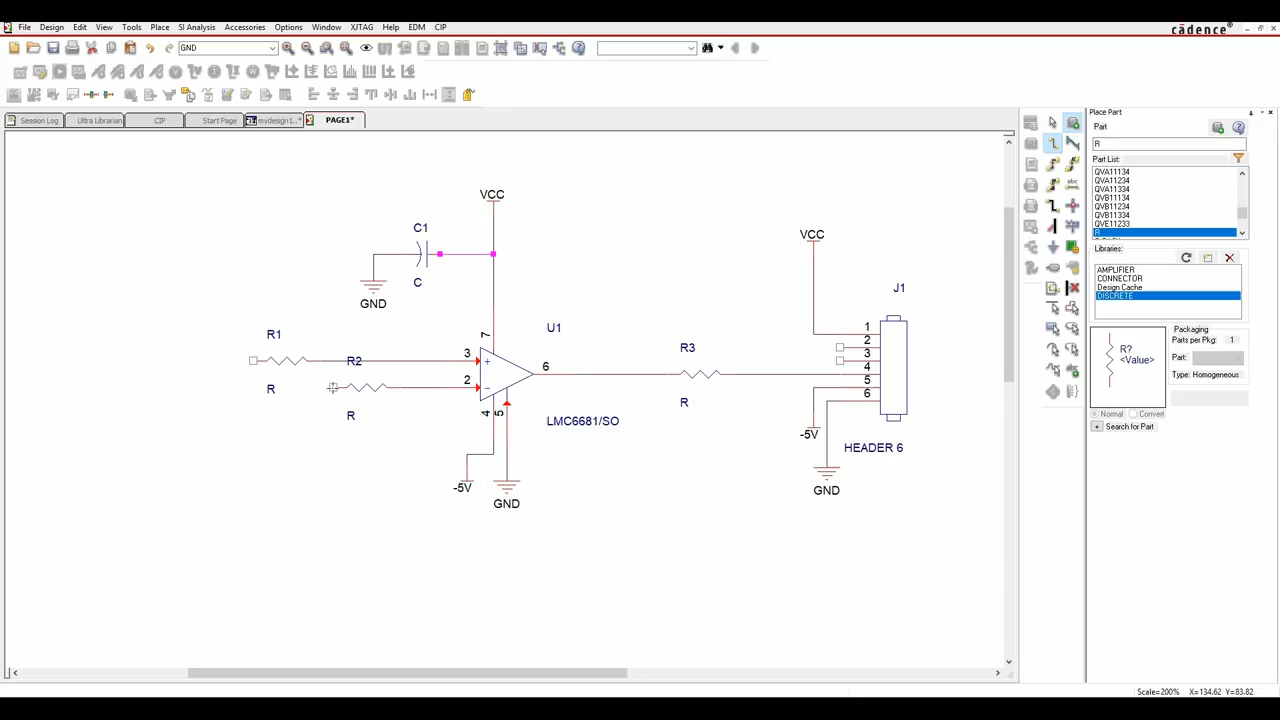 File Design Edit View Tools Place SI Analysis Accessories Options Window XJTAG Help EDM CIP
cādence®
GND
Session Log Ultra Librarian CIP Start Page mydesign1..* PAGE1*
Place Part
Part
R
Part List:
QVA11134
QVA11234
QVA11334
QVB11134
QVB11234
QVB11334
QVE11233
R
Libraries:
AMPLIFIER
CONNECTOR
Design Cache
DISCRETE
R?
<Value>
Packaging
Parts per Pkg: 1
Part:
Type: Homogeneous
Normal Convert
Search for Part
VCC
C1
C
GND
VCC
J1
1
2
3
4
5
6
R1
R
R2
R
7
U1
3
2
6
4
5
LMC6681/SO
R3
R
-5V
GND
-5V
HEADER 6
GND
Scale=200% X=134.62 Y=83.82